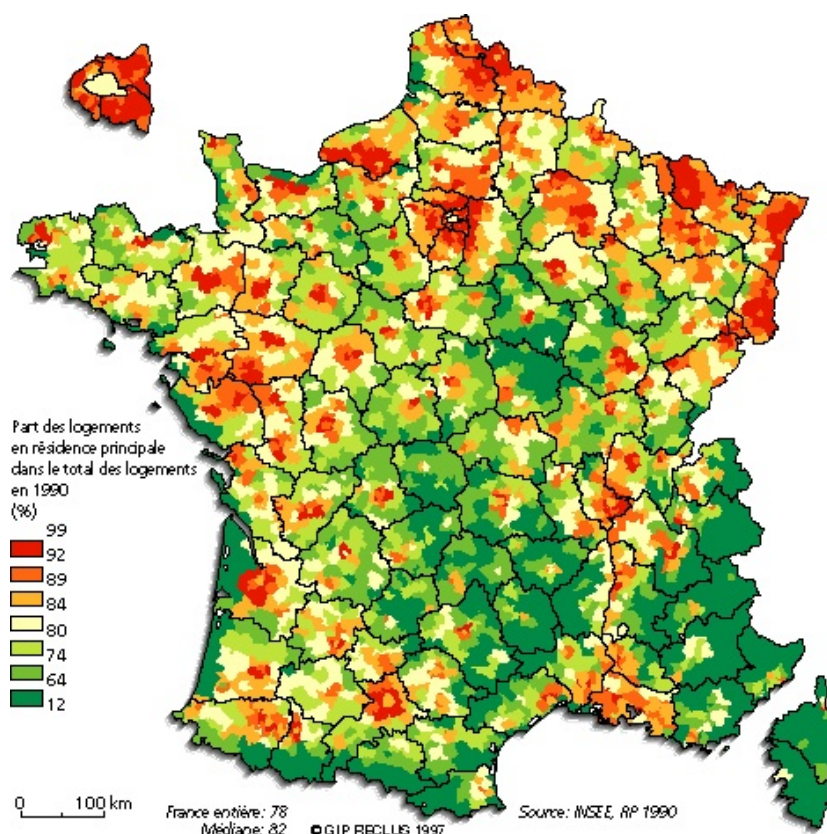 Part des logements
en résidence principale
dans le total des logements
en 1990
(%)
99
92
89
84
80
74
64
12
0 100 km
France entière: 78
Médiane: 82
© GIP RECLUS 1997
Source: INSEE, RP 1990